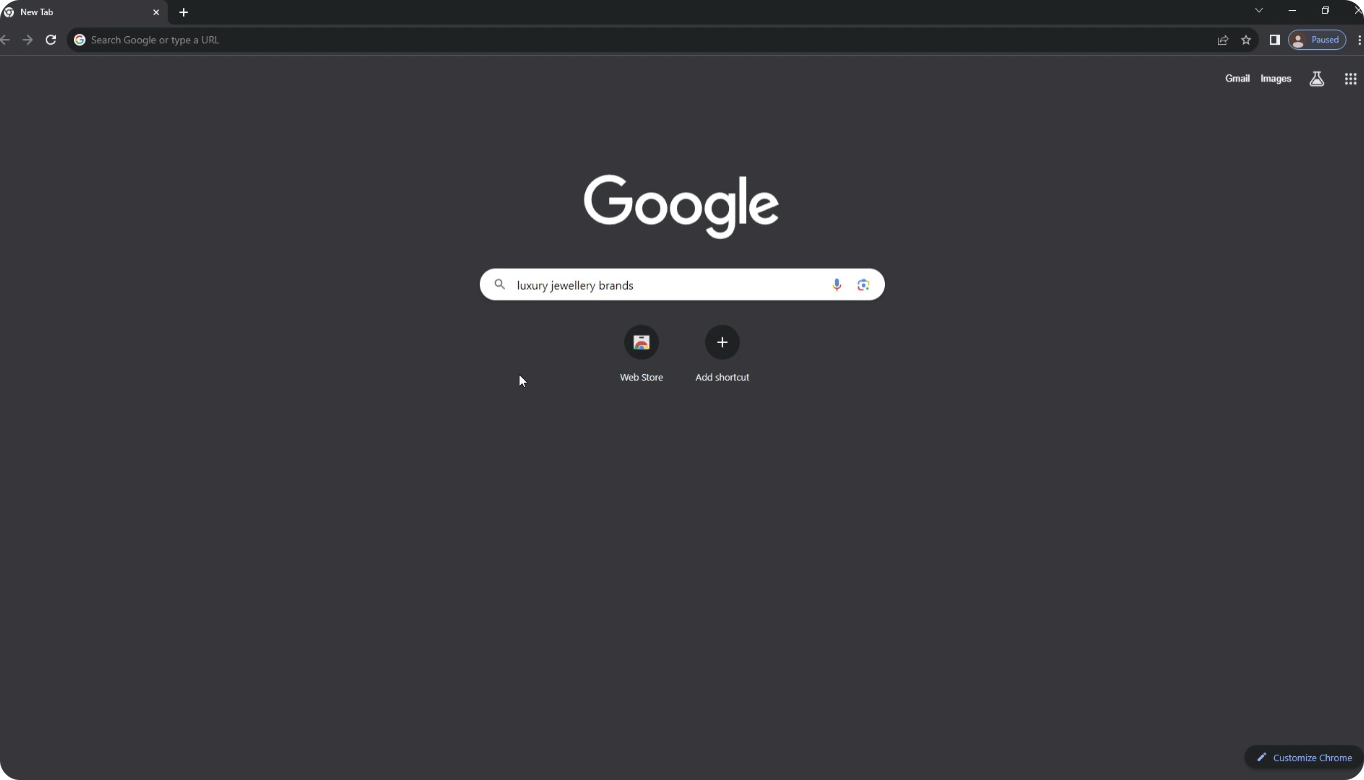 New Tab
Search Google or type a URL
Paused
Gmail Images
Google
luxury jewellery brands
Web Store Add shortcut
Customize Chrome